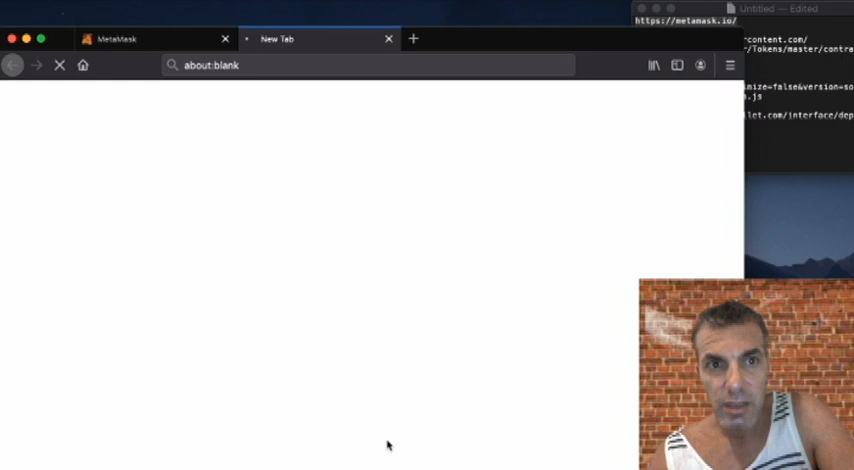 Untitled — Edited
https://metamask.io/
MetaMask
New Tab
rcontent.com/
r/Tokens/master/contra
about:blank
imize=false&version=so
n.js
llet.com/interface/dep